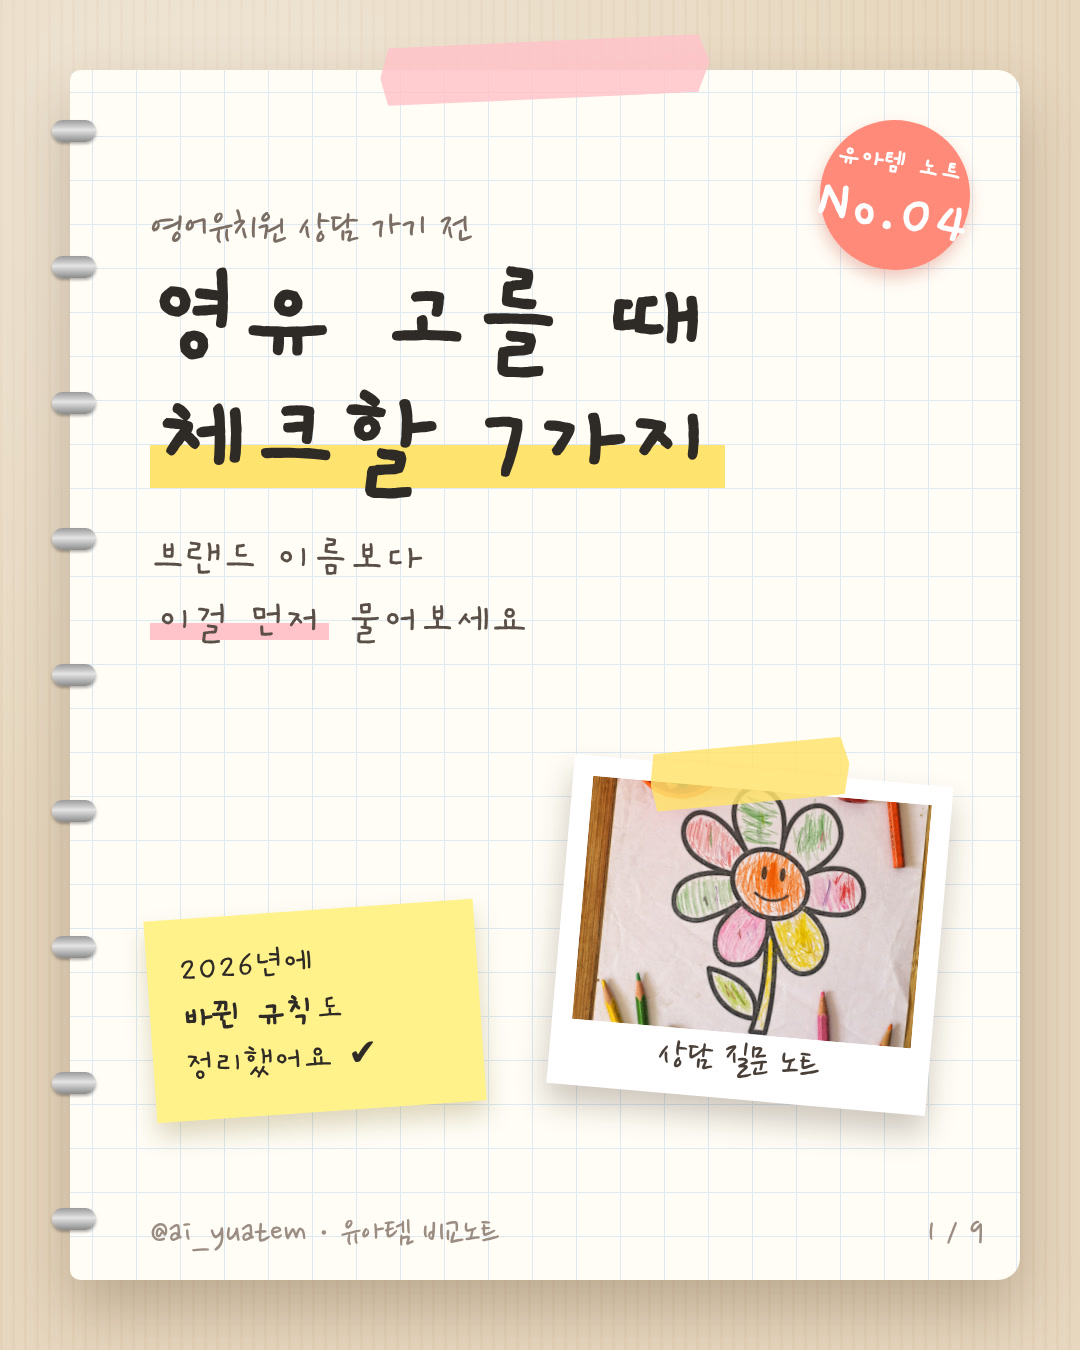 유아템 노트
No.04
영어유치원 상담 가기 전
영유 고를 때
체크할 7가지
브랜드 이름보다
이걸 먼저 물어보세요
2026년에
바뀐 규칙도
정리했어요 ✔
상담 질문 노트
@ai_yuatem · 유아템 비교노트
1 / 9